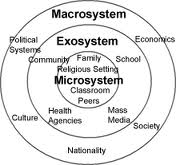 Macrosystem
Political
Systems
Economics
Exosystem
Community
Family
School
Religious Setting
Microsystem
Classroom
Peers
Health
Agencies
Mass
Media
Culture
Society
Nationality